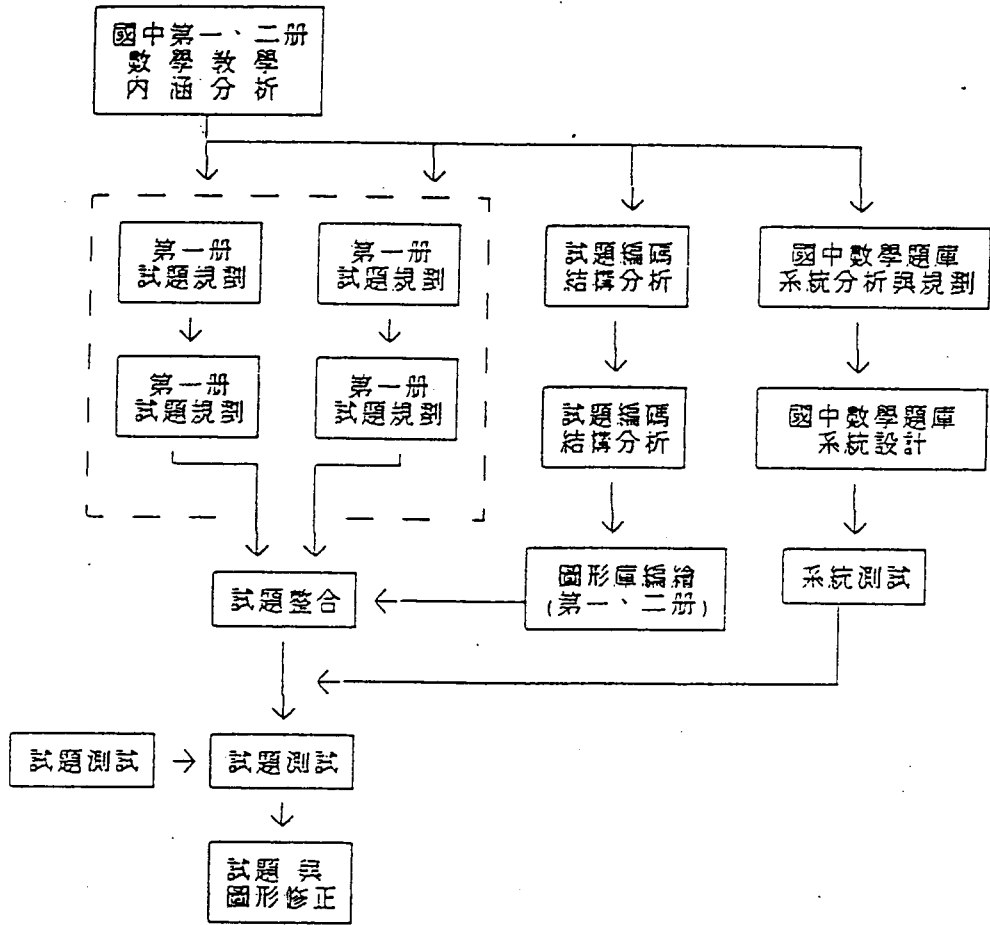 國中第一、二冊
數學教學
內涵分析
第一冊
試題規劃
第一冊
試題規劃
試題編碼
結構分析
國中數學題庫
系統分析與規劃
第一冊
試題規劃
第一冊
試題規劃
試題編碼
結構分析
國中數學題庫
系統設計
試題整合
圖形庫編繪
(第一、二冊)
系統測試
試題測試
試題測試
試題與
圖形修正